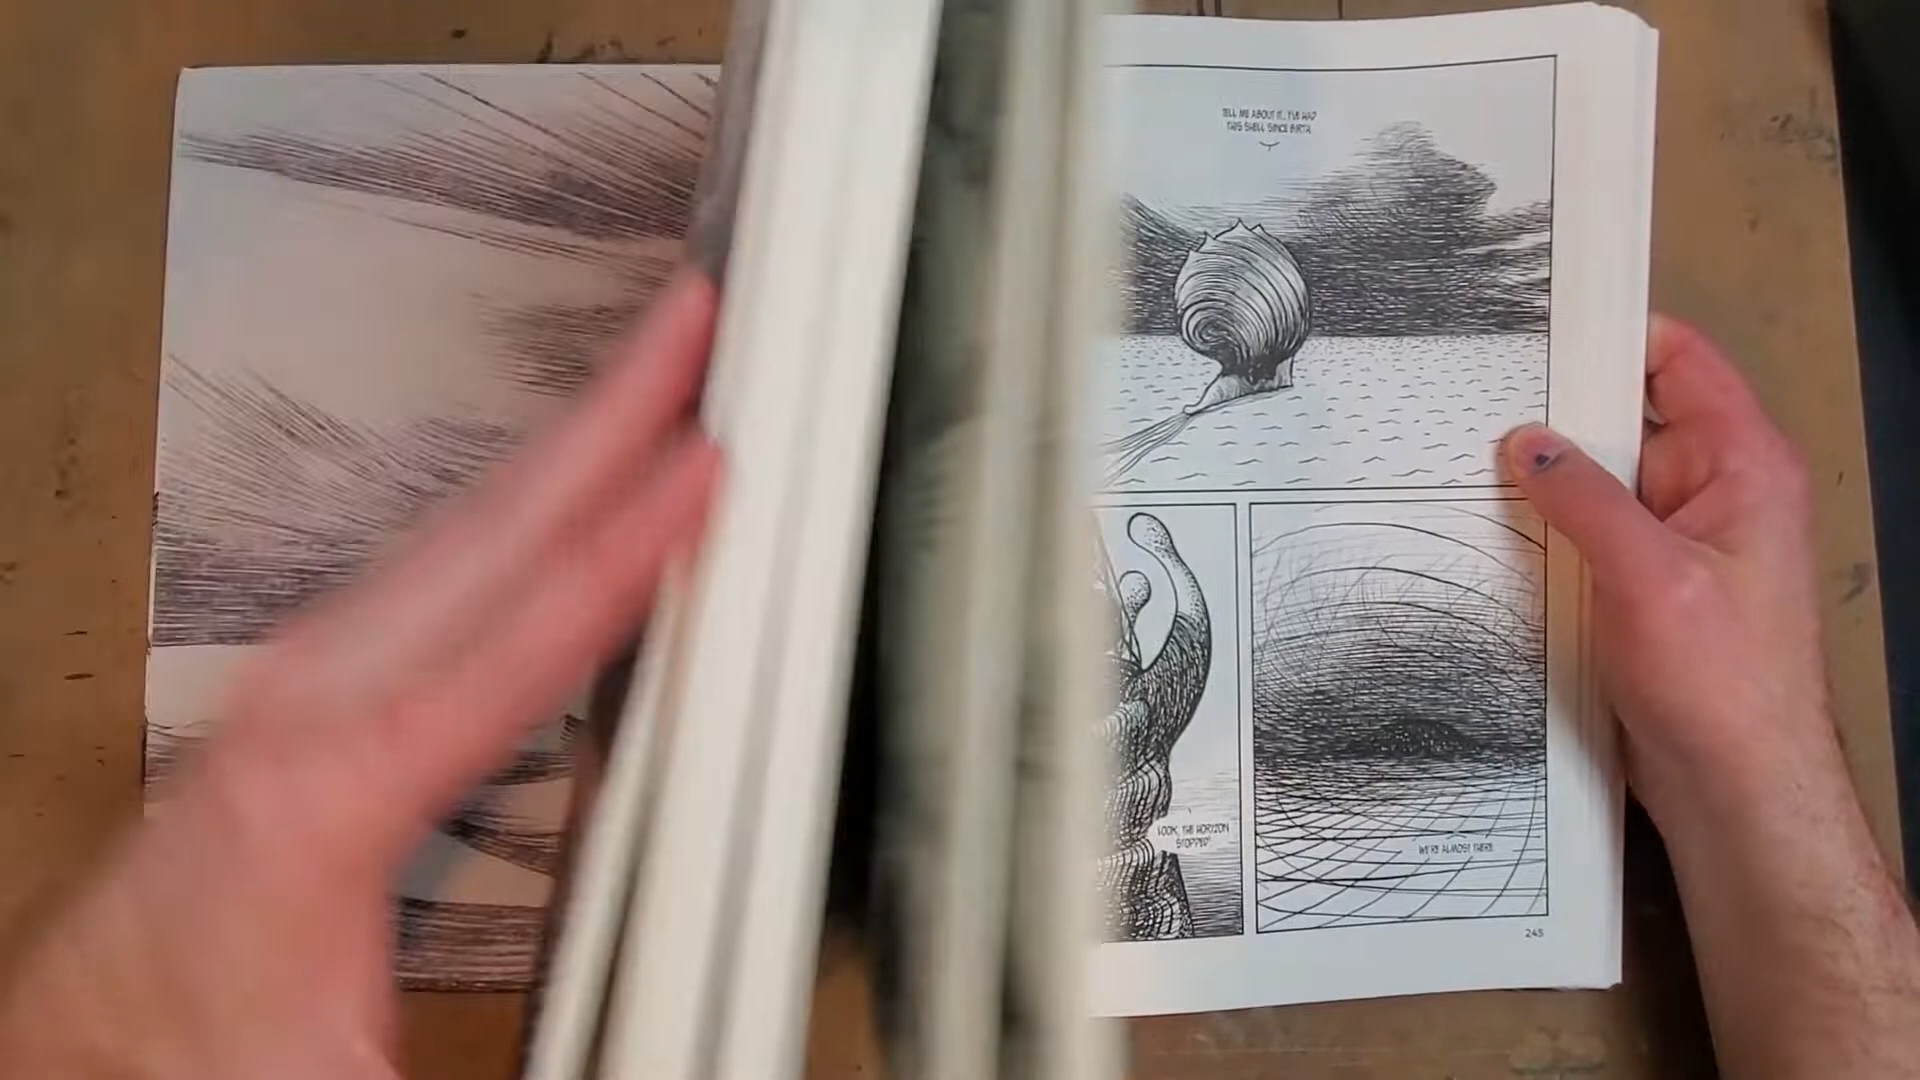 TELL ME ABOUT IT, I'VE HAD
THIS SHELL SINCE BIRTH.
LOOK, THE HORIZON
STOPPED!
WE'RE ALMOST THERE.
245